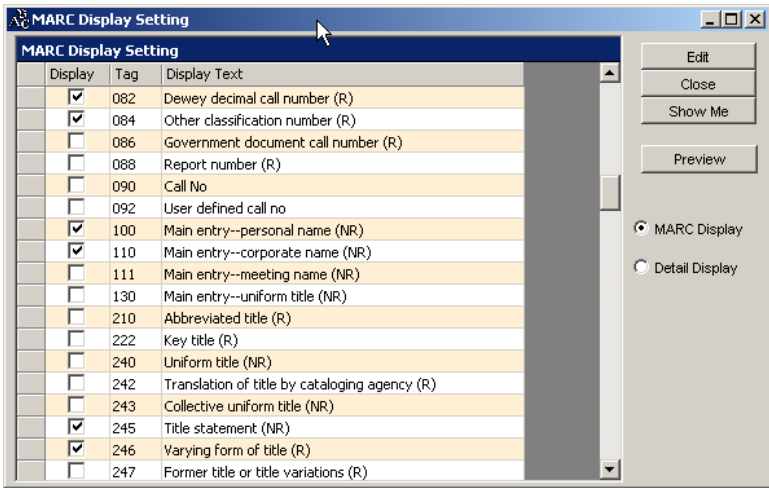 MARC Display Setting
MARC Display Setting
Display Tag Display Text
082 Dewey decimal call number (R)
084 Other classification number (R)
086 Government document call number (R)
088 Report number (R)
090 Call No
092 User defined call no
100 Main entry--personal name (NR)
110 Main entry--corporate name (NR)
111 Main entry--meeting name (NR)
130 Main entry--uniform title (NR)
210 Abbreviated title (R)
222 Key title (R)
240 Uniform title (NR)
242 Translation of title by cataloging agency (R)
243 Collective uniform title (NR)
245 Title statement (NR)
246 Varying form of title (R)
247 Former title or title variations (R)
Edit
Close
Show Me
Preview
MARC Display
Detail Display